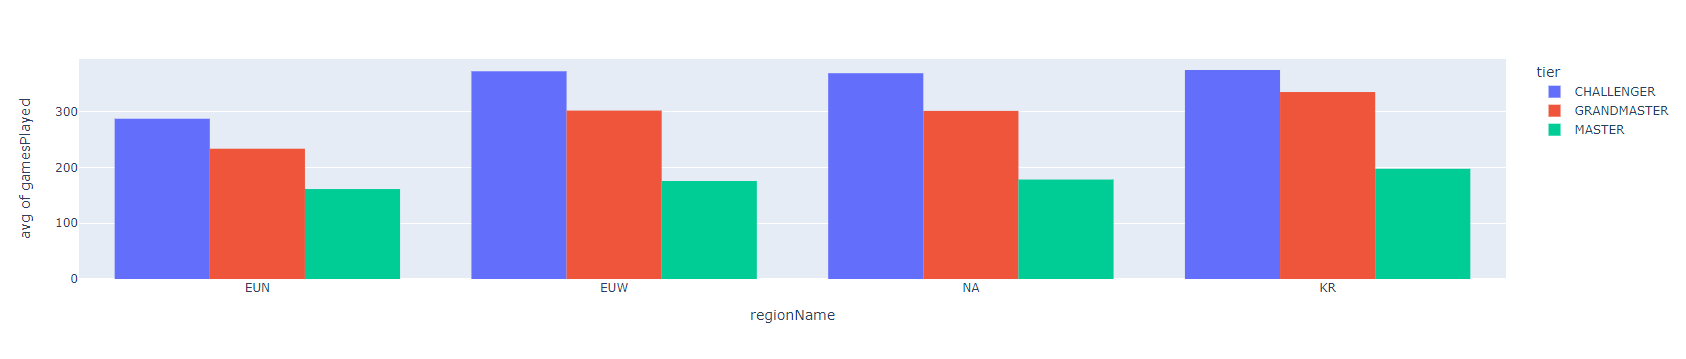 avg of gamesPlayed
300
200
100
0
EUN
EUW
NA
KR
regionName
tier
CHALLENGER
GRANDMASTER
MASTER